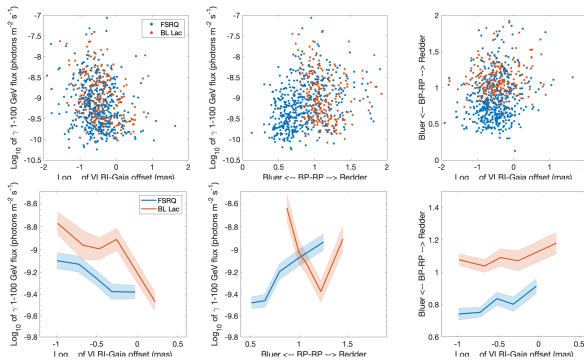 -7
-7.5
-8
-8.5
-9
-9.5
-10
-10.5
Log10 of γ 1-100 GeV flux (photons m-2 s-1)
FSRQ
BL Lac
-2 -1 0 1 2
Log of VLBI-Gaia offset (mas)
-7
-7.5
-8
-8.5
-9
-9.5
-10
-10.5
Log10 of γ 1-100 GeV flux (photons m-2 s-1)
0 0.5 1 1.5 2
Bluer <-- BP-RP --> Redder
2
1.5
1
0.5
0
Bluer <-- BP-RP --> Redder
-2 -1 0 1 2
Log of VLBI-Gaia offset (mas)
-8.6
-8.8
-9
-9.2
-9.4
-9.6
-9.8
Log10 of γ 1-100 GeV flux (photons m-2 s-1)
FSRQ
BL Lac
-1 -0.5 0 0.5
Log of VLBI-Gaia offset (mas)
-8.6
-8.8
-9
-9.2
-9.4
-9.6
-9.8
Log10 of γ 1-100 GeV flux (photons m-2 s-1)
0.5 1 1.5 2
Bluer <-- BP-RP --> Redder
1.4
1.2
1
0.8
0.6
Bluer <-- BP-RP --> Redder
-1 -0.5 0 0.5
Log of VLBI-Gaia offset (mas)